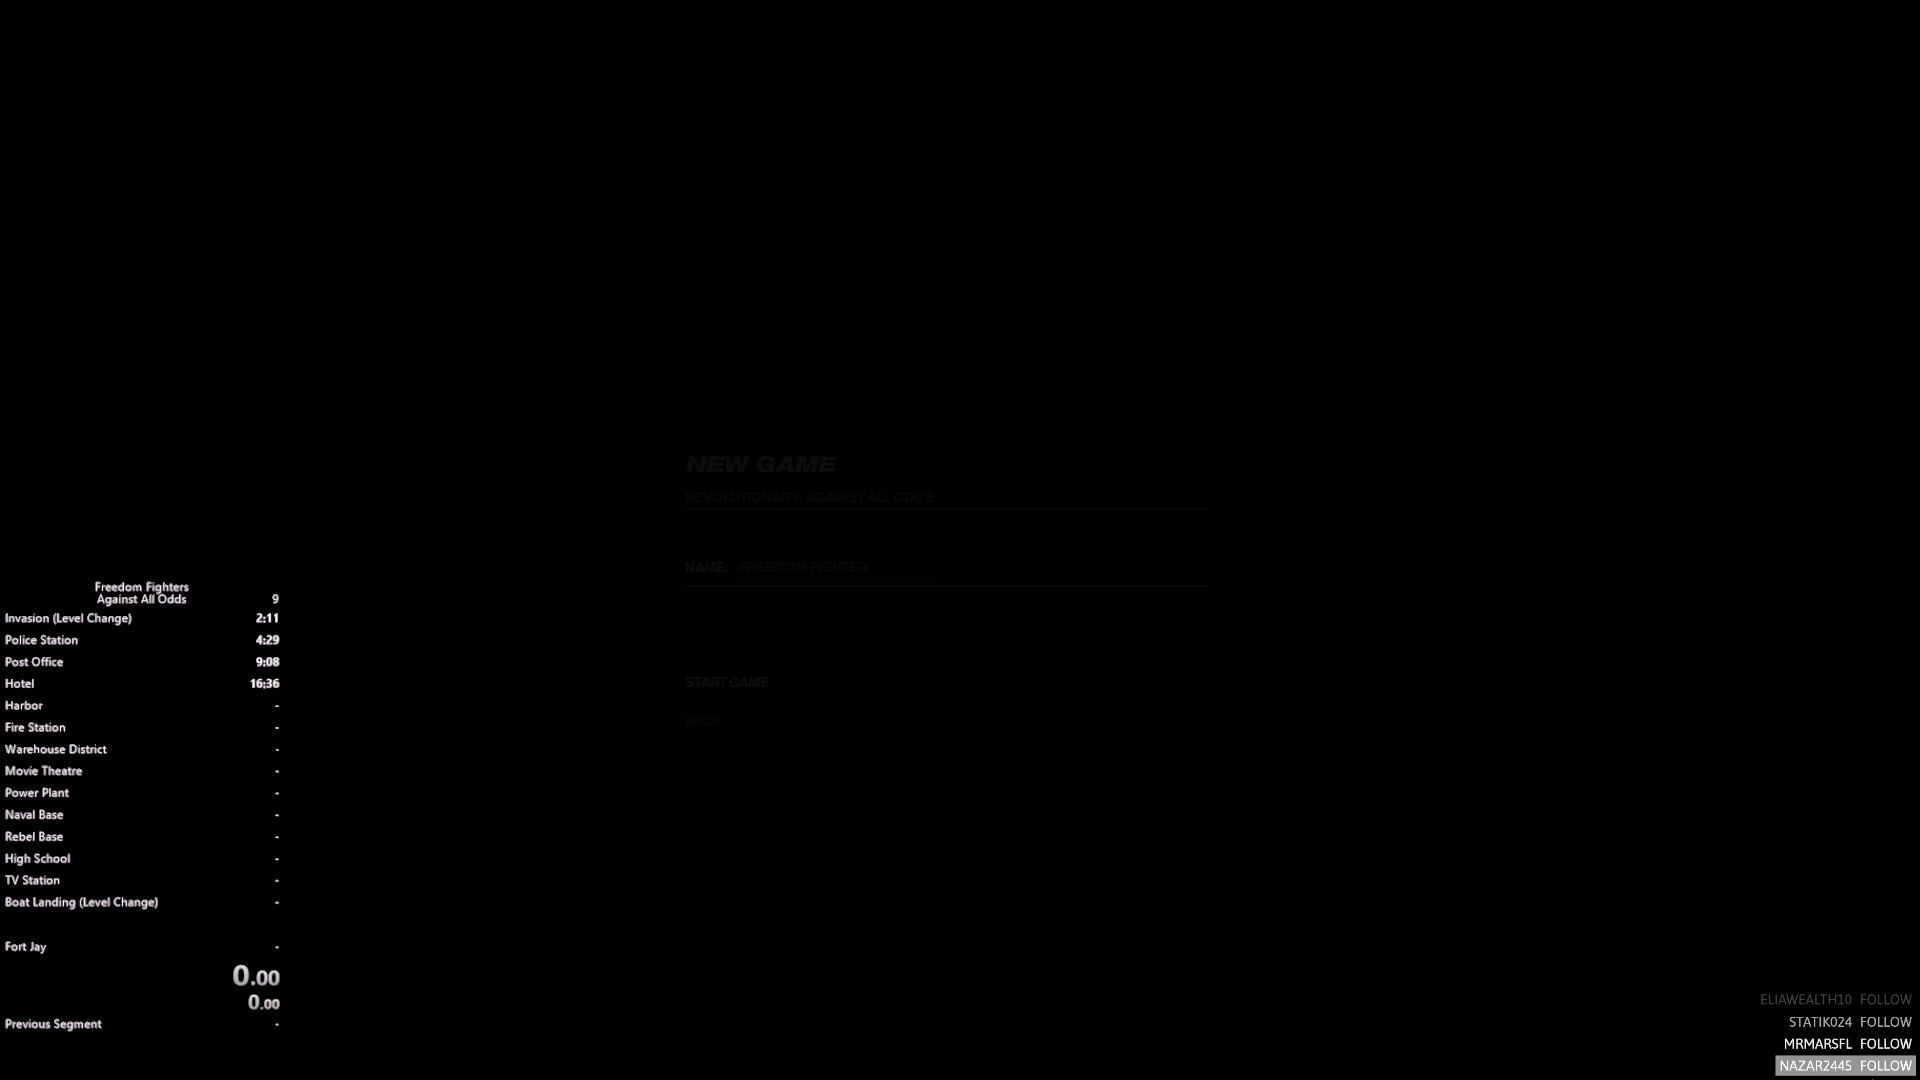 NEW GAME
REVOLUTIONARY: AGAINST ALL ODDS
NAME: FREEDOM FIGHTER
START GAME
BACK
Freedom Fighters
Against All Odds 9
Invasion (Level Change) 2:11
Police Station 4:29
Post Office 9:08
Hotel 16:36
Harbor -
Fire Station -
Warehouse District -
Movie Theatre -
Power Plant -
Naval Base -
Rebel Base -
High School -
TV Station -
Boat Landing (Level Change) -
Fort Jay -
0.00
0.00
Previous Segment -
ELIAWEALTH10 FOLLOW
STATIK024 FOLLOW
MRMARSFL FOLLOW
NAZAR2445 FOLLOW